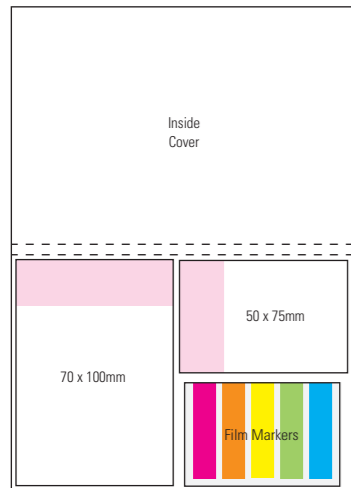 Inside
Cover
70 x 100mm
50 x 75mm
Film Markers